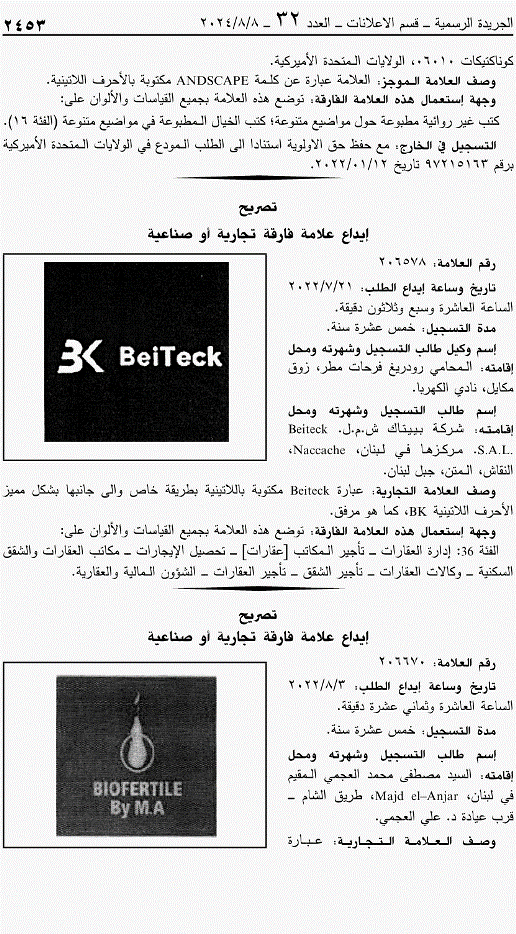 الجريدة الرسمية ــ قسم الاعلانات ــ العدد ٣٢ ــ ٢٠٢٤/٨/٨
٢٤٥٣
كوناكتيكات ٠٦٠١٠، الولايات المتحدة الأميركية.
وصف العلامة الموجز: العلامة عبارة عن كلمة ANDSCAPE مكتوبة بالأحرف اللاتينية.
وجهة إستعمال هذه العلامة الفارقة: توضع هذه العلامة بجميع القياسات والألوان على:
كتب غير روائية مطبوعة حول مواضيع متنوعة؛ كتب الخيال المطبوعة في مواضيع متنوعة (الفئة ١٦).
التسجيل في الخارج: مع حفظ حق الاولوية استنادا الى الطلب المودع في الولايات المتحدة الأميركية
برقم ٩٧٢١٥١٦٣ تاريخ ٢٠٢٢/٠١/١٢.
تصريح
إيداع علامة فارقة تجارية أو صناعية
رقم العلامة: ٢٠٦٥٧٨
تاريخ وساعة إيداع الطلب: ٢٠٢٢/٧/٢١
الساعة العاشرة وسبع وثلاثون دقيقة.
مدة التسجيل: خمس عشرة سنة.
إسم وكيل طالب التسجيل وشهرته ومحل
إقامته: المحامي رودريغ فرحات مطر، زوق
مكايل، نادي الكهربا.
إسم طالب التسجيل وشهرته ومحل
إقامته: شركة بييتاك ش.م.ل. Beiteck
S.A.L. مركزها في لبنان، Naccache،
النقاش، المتن، جبل لبنان.
BK BeiTeck
وصف العلامة التجارية: عبارة Beiteck مكتوبة باللاتينية بطريقة خاص والى جانبها بشكل مميز
الأحرف اللاتينية BK، كما هو مرفق.
وجهة إستعمال هذه العلامة الفارقة: توضع هذه العلامة بجميع القياسات والألوان على:
الفئة 36: إدارة العقارات ــ تأجير المكاتب [عقارات] ــ تحصيل الإيجارات ــ مكاتب العقارات والشقق
السكنية ــ وكالات العقارات ــ تأجير الشقق ــ تأجير العقارات ــ الشؤون المالية والعقارية.
تصريح
إيداع علامة فارقة تجارية أو صناعية
رقم العلامة: ٢٠٦٦٧٠
تاريخ وساعة إيداع الطلب: ٢٠٢٢/٨/٣
الساعة العاشرة وثماني عشرة دقيقة.
مدة التسجيل: خمس عشرة سنة.
إسم طالب التسجيل وشهرته ومحل
إقامته: السيد مصطفى محمد العجمي المقيم
في لبنان، Majd el–Anjar، طريق الشام ــ
قرب عيادة د. علي العجمي.
وصف العلامة التجارية: عبارة
BIOFERTILE
By M.A